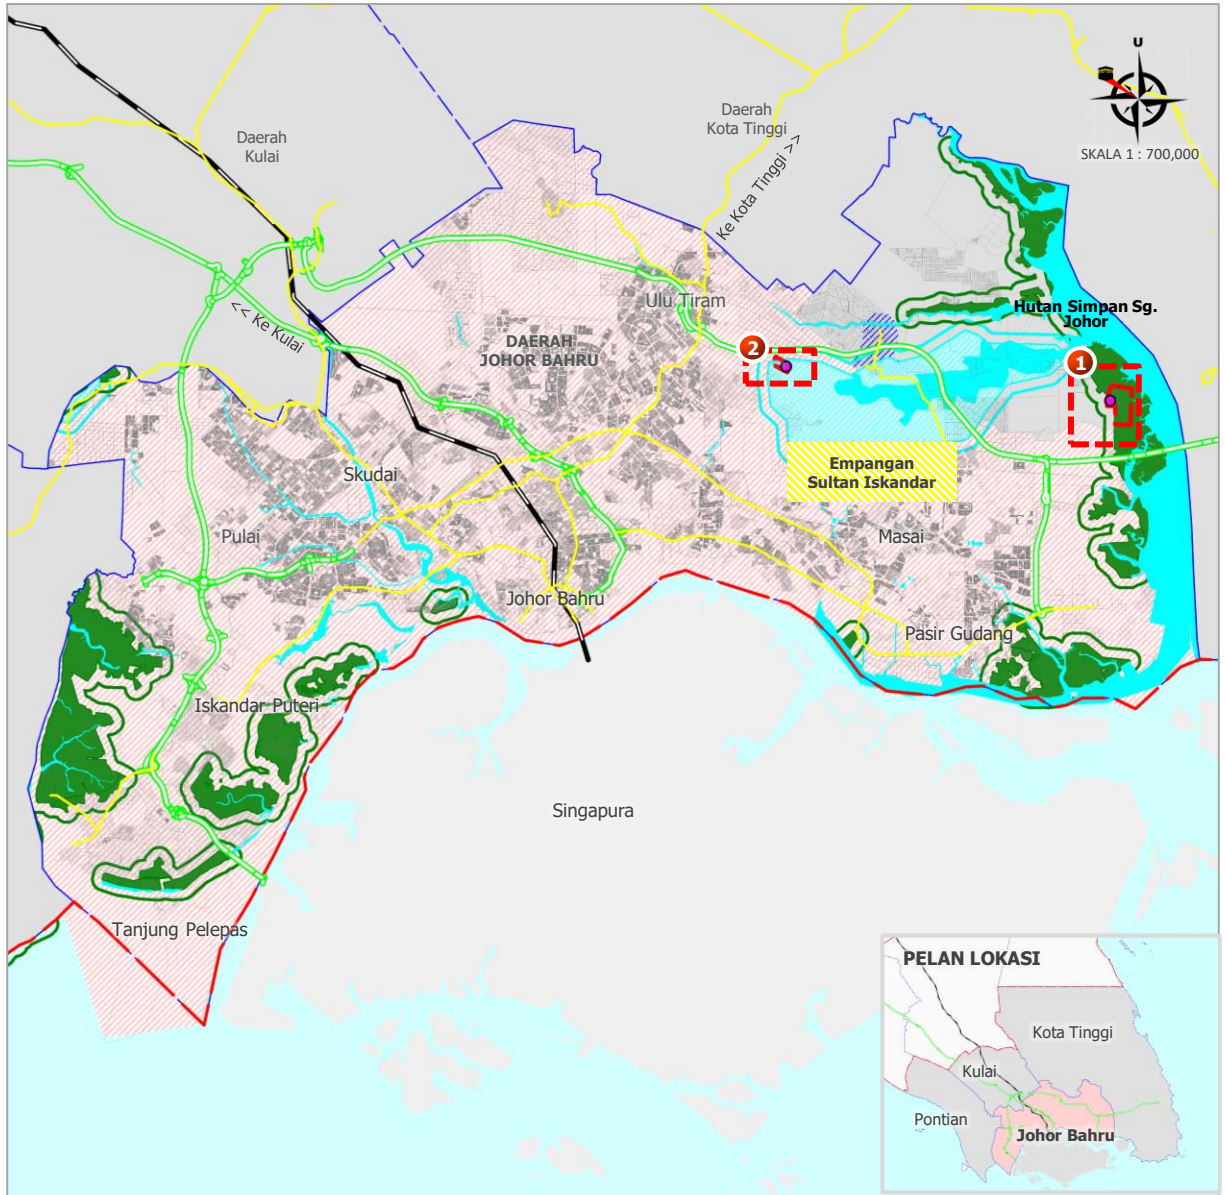 U
SKALA 1 : 700,000
Daerah
Kota Tinggi
Daerah
Kulai
Ke Kota Tinggi >>
<< Ke Kulai
Ulu Tiram
Hutan Simpan Sg.
Johor
DAERAH
JOHOR BAHRU
2
1
Skudai
Empangan
Sultan Iskandar
Pulai
Masai
Johor Bahru
Pasir Gudang
Iskandar Puteri
Singapura
Tanjung Pelepas
PELAN LOKASI
Kota Tinggi
Kulai
Pontian
Johor Bahru